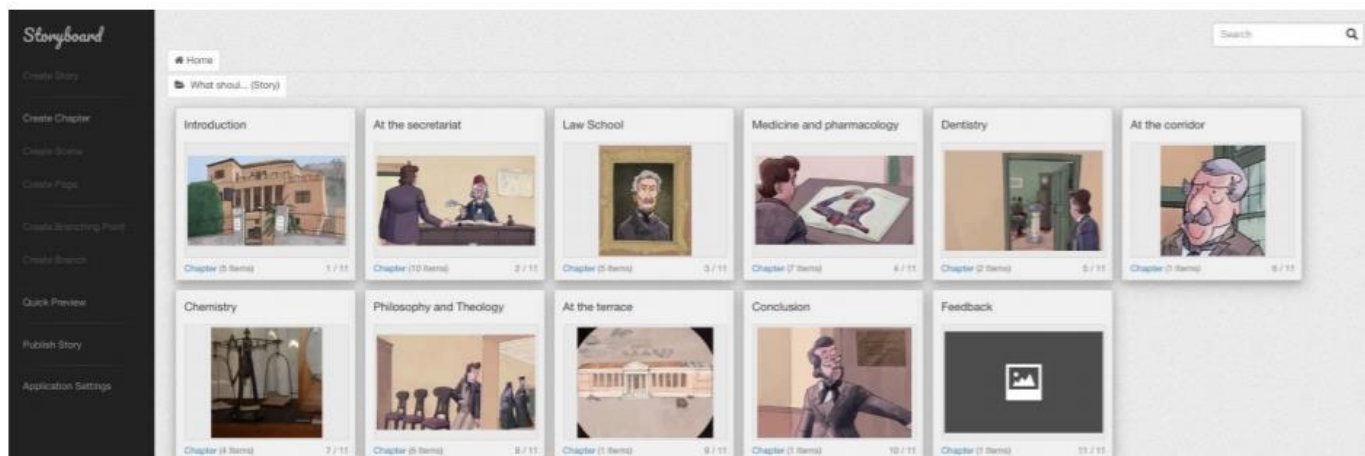 Storyboard
Search
Home
What shoul... (Story)
Create Story
Create Chapter
Create Scene
Create Page
Create Branching Point
Create Branch
Quick Preview
Publish Story
Application Settings
Introduction
Chapter (5 Items) 1 / 11
At the secretariat
Chapter (10 Items) 2 / 11
Law School
Chapter (5 Items) 3 / 11
Medicine and pharmacology
Chapter (7 Items) 4 / 11
Dentistry
Chapter (2 Items) 5 / 11
At the corridor
Chapter (1 Items) 6 / 11
Chemistry
Chapter (4 Items) 7 / 11
Philosophy and Theology
Chapter (6 Items) 8 / 11
At the terrace
Chapter (1 Items) 9 / 11
Conclusion
Chapter (1 Items) 10 / 11
Feedback
Chapter (1 Items) 11 / 11